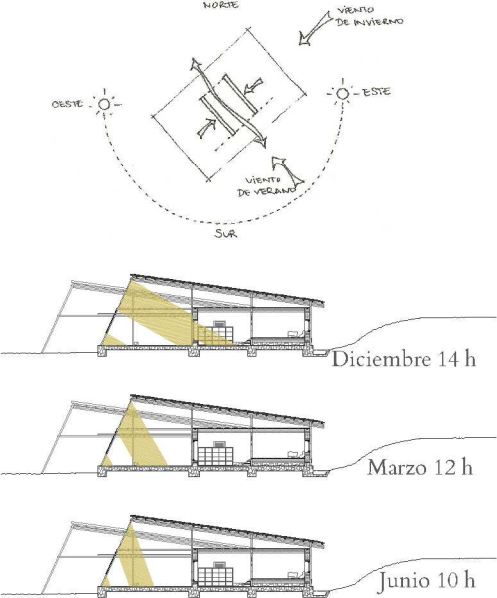 NORTE
VIENTO
DE INVIERNO
OESTE
ESTE
VIENTO
DE VERANO
SUR
Diciembre 14 h
Marzo 12 h
Junio 10 h